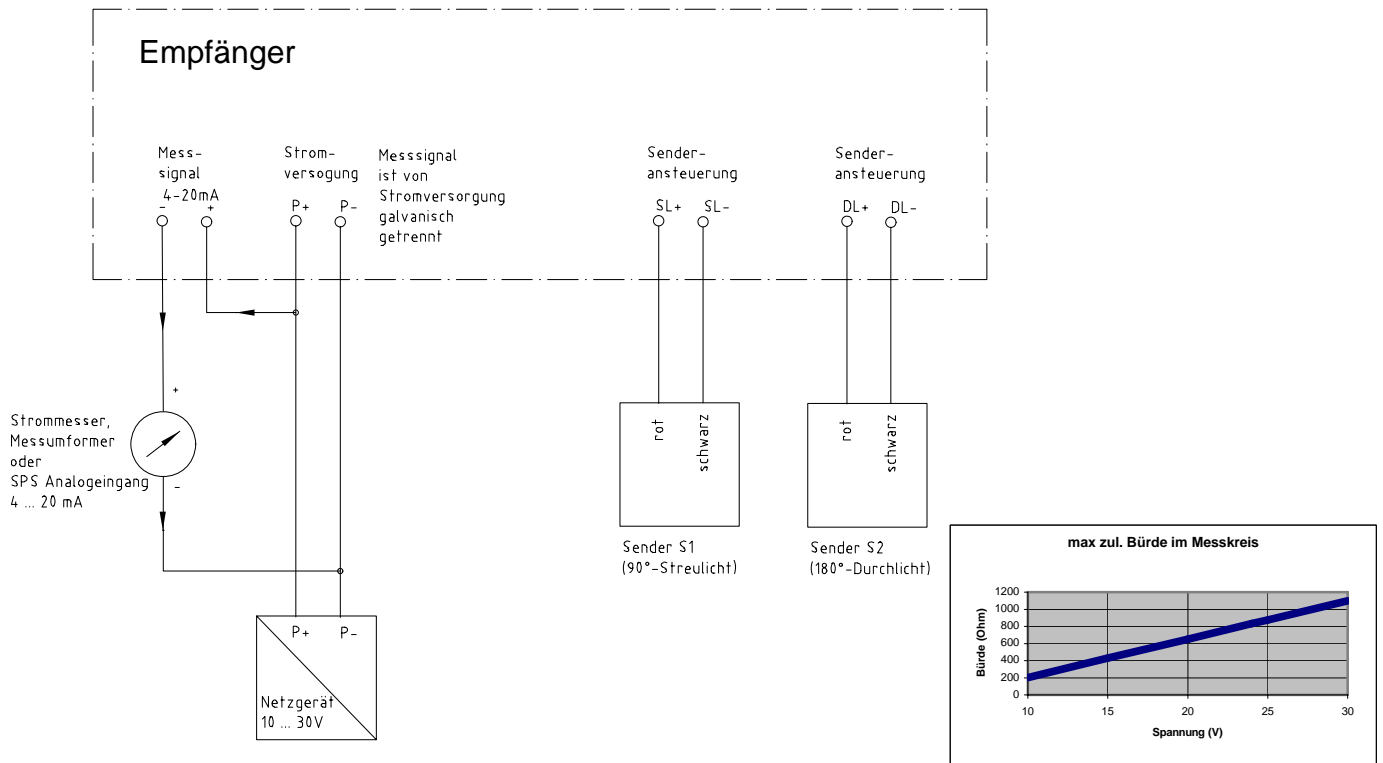 Empfänger
Mess-
signal
4-20mA
-
+
Strom-
versogung
P+
P-
Messsignal
ist von
Stromversorgung
galvanisch
getrennt
Sender-
ansteuerung
SL+
SL-
Sender-
ansteuerung
DL+
DL-
+
Strommesser,
Messumformer
oder
SPS Analogeingang
4 ... 20 mA
-
rot
schwarz
Sender S1
(90°-Streulicht)
rot
schwarz
Sender S2
(180°-Durchlicht)
P+
P-
Netzgerät
10 ... 30V
max zul. Bürde im Messkreis
Bürde (Ohm)
1200
1000
800
600
400
200
0
10
15
20
25
30
Spannung (V)